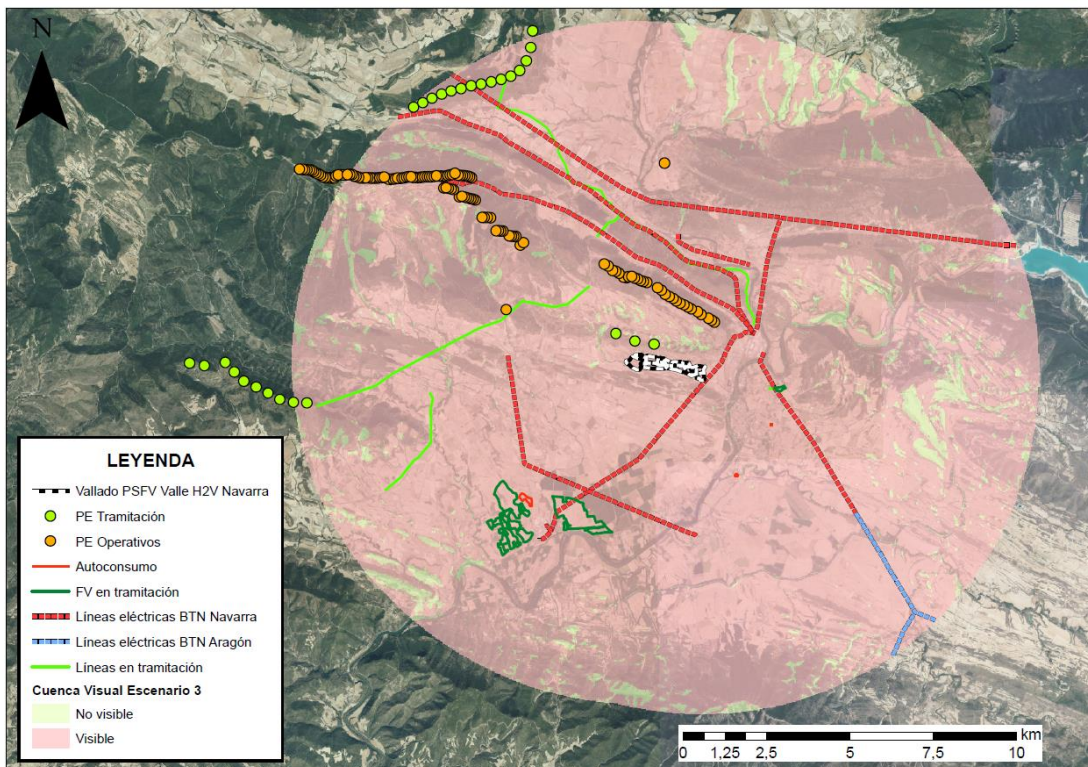 N
LEYENDA
Vallado PSFV Valle H2V Navarra
PE Tramitación
PE Operativos
Autoconsumo
FV en tramitación
Líneas eléctricas BTN Navarra
Líneas eléctricas BTN Aragón
Líneas en tramitación
Cuenca Visual Escenario 3
No visible
Visible
km
0 1,25 2,5 5 7,5 10